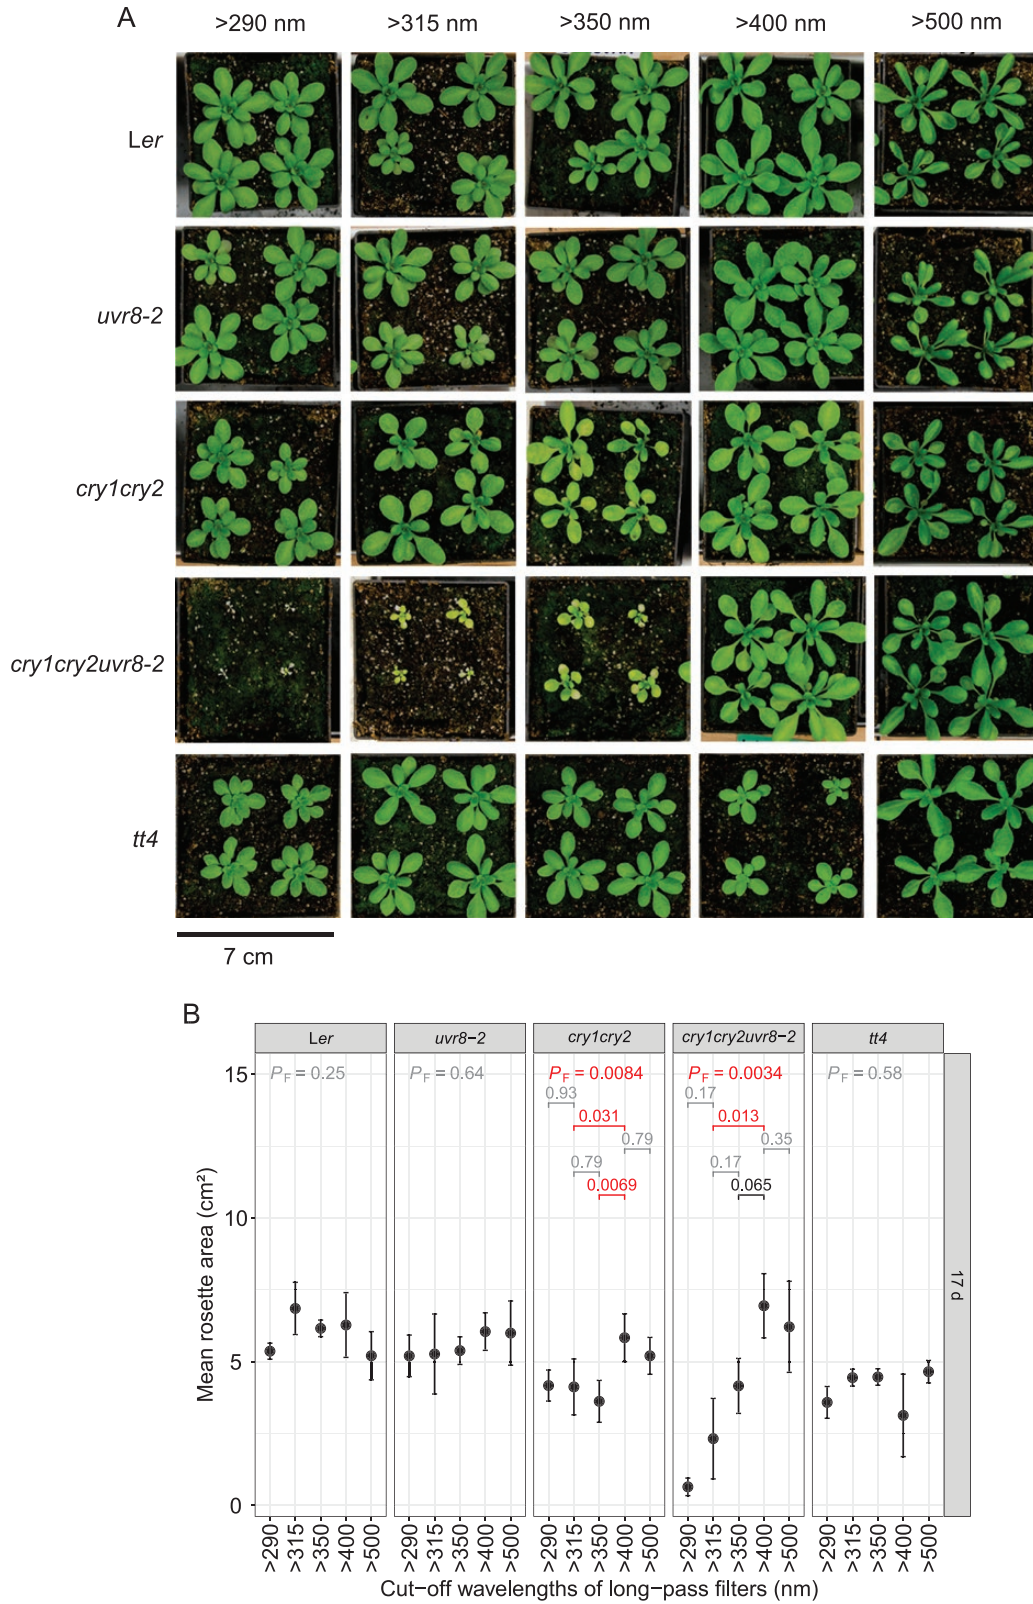 A
>290 nm >315 nm >350 nm >400 nm >500 nm
Ler
uvr8-2
cry1cry2
cry1cry2uvr8-2
tt4
7 cm
B
Ler uvr8−2 cry1cry2 cry1cry2uvr8−2 tt4
PF = 0.25 PF = 0.64 PF = 0.0084 PF = 0.0034 PF = 0.58
0.93 0.17
0.031 0.013
0.79 0.35
0.79 0.17
0.0069 0.065
15
10
5
0
Mean rosette area (cm²)
17 d
>290 >315 >350 >400 >500 >290 >315 >350 >400 >500 >290 >315 >350 >400 >500 >290 >315 >350 >400 >500 >290 >315 >350 >400 >500
Cut−off wavelengths of long−pass filters (nm)